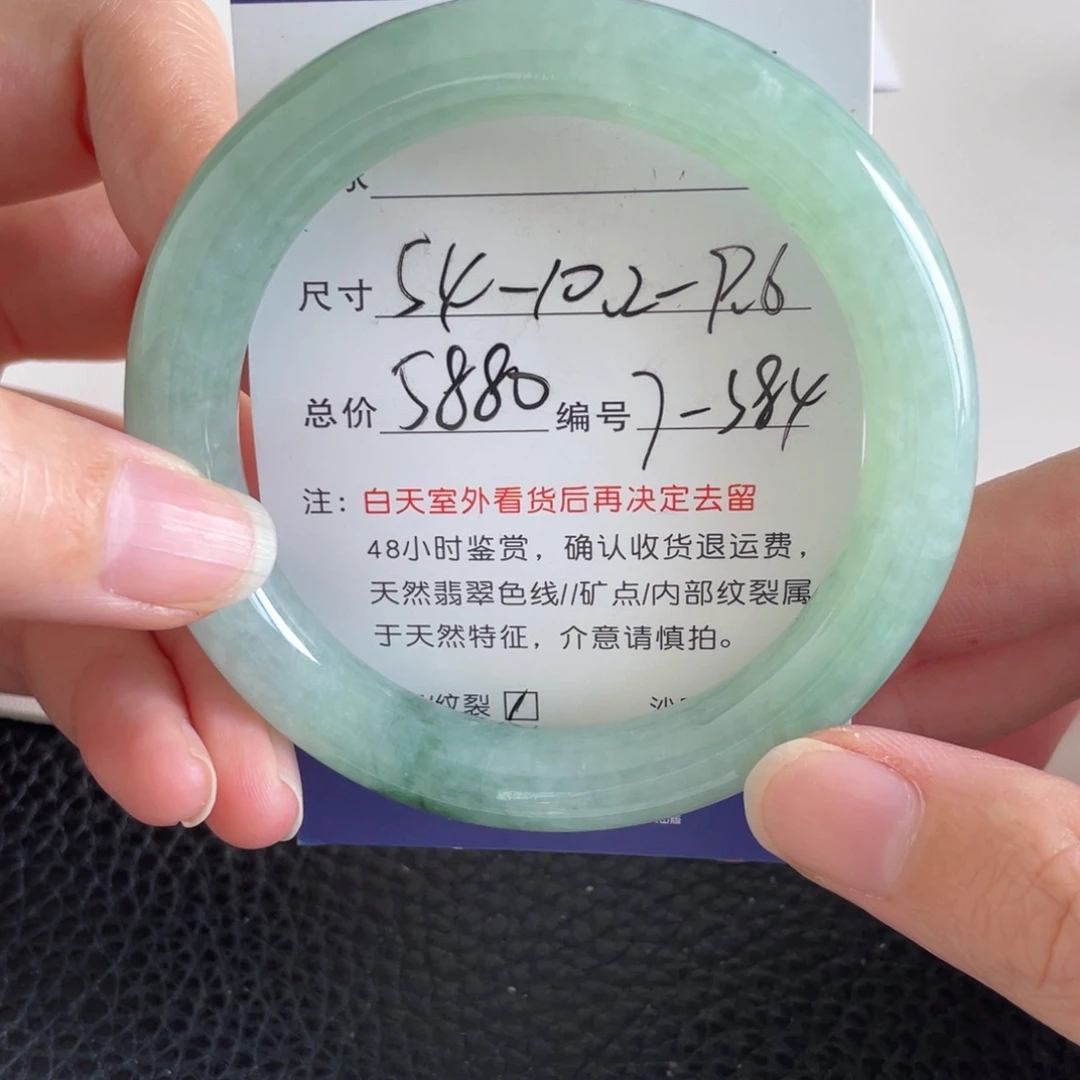 尺寸 54-10.2-9.6
总价 5880 编号 7-584
注：白天室外看货后再决定去留
48小时鉴赏，确认收货退运费，
天然翡翠色线//矿点/内部纹裂属
于天然特征，介意请慎拍。
纹裂